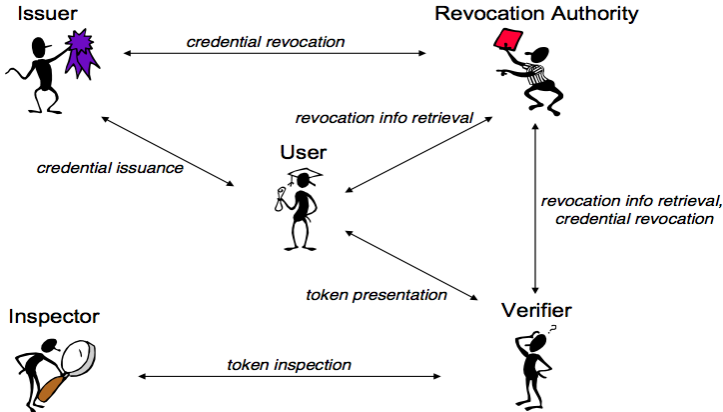 Issuer
Revocation Authority
credential revocation
revocation info retrieval
User
credential issuance
revocation info retrieval,
credential revocation
token presentation
Inspector
Verifier
?
token inspection